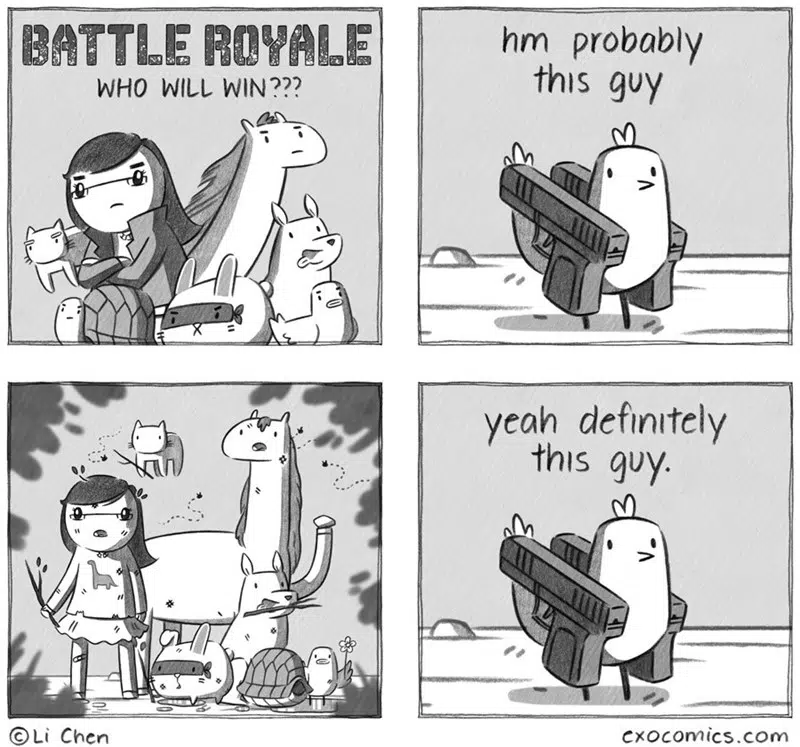 BATTLE ROYALE
WHO WILL WIN???
hm probably
this guy
yeah definitely
this guy.
©Li Chen
exocomics.com